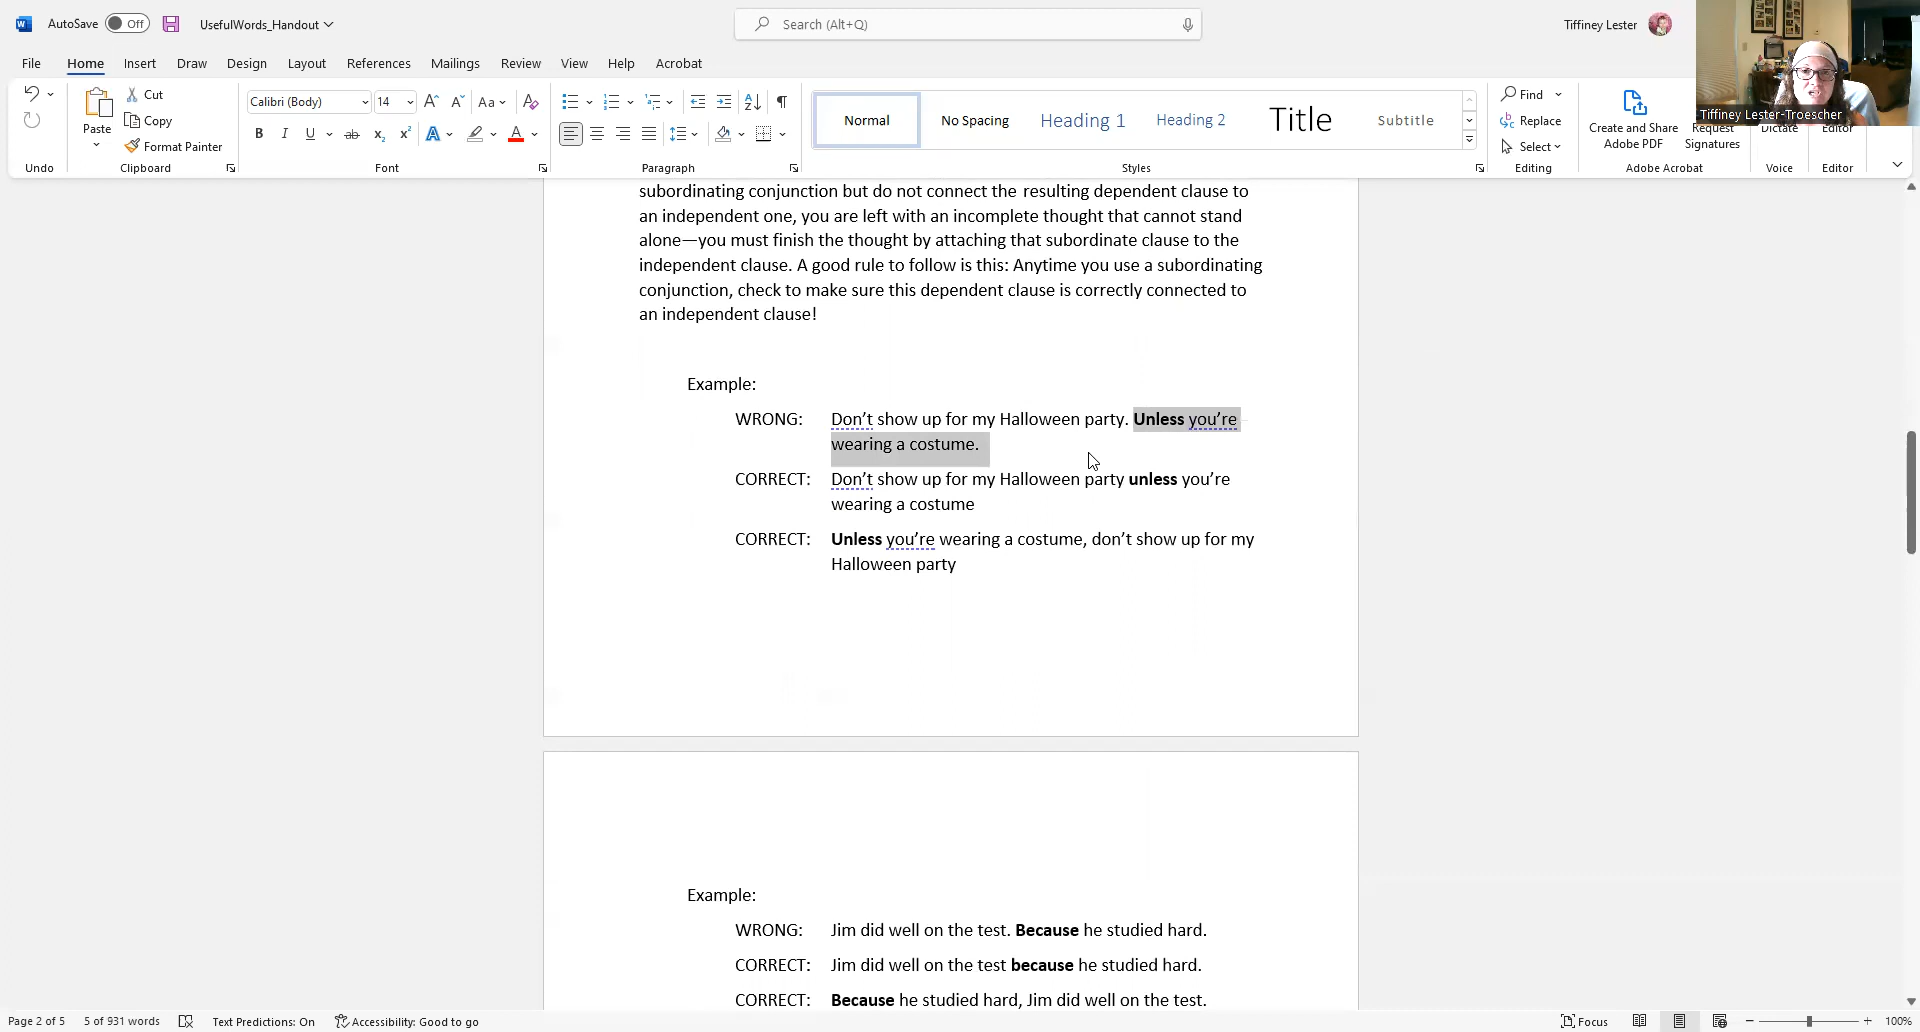 AutoSave Off UsefulWords_Handout Search (Alt+Q) Tiffiney Lester
File Home Insert Draw Design Layout References Mailings Review View Help Acrobat
Undo
Paste Cut
Copy
Format Painter
Clipboard
Calibri (Body) 14
Font
Paragraph
Normal No Spacing Heading 1 Heading 2 Title Subtitle
Styles
Find
Replace
Select
Editing
Create and Share
Adobe PDF
Request
Signatures
Adobe Acrobat
Dictate
Voice
Editor
Editor
Tiffiney Lester-Troescher
subordinating conjunction but do not connect the resulting dependent clause to
an independent one, you are left with an incomplete thought that cannot stand
alone—you must finish the thought by attaching that subordinate clause to the
independent clause. A good rule to follow is this: Anytime you use a subordinating
conjunction, check to make sure this dependent clause is correctly connected to
an independent clause!
Example:
WRONG: Don’t show up for my Halloween party. Unless you’re
wearing a costume.
CORRECT: Don’t show up for my Halloween party unless you’re
wearing a costume
CORRECT: Unless you’re wearing a costume, don’t show up for my
Halloween party
Example:
WRONG: Jim did well on the test. Because he studied hard.
CORRECT: Jim did well on the test because he studied hard.
CORRECT: Because he studied hard, Jim did well on the test.
Page 2 of 5 5 of 931 words Text Predictions: On Accessibility: Good to go Focus 100%